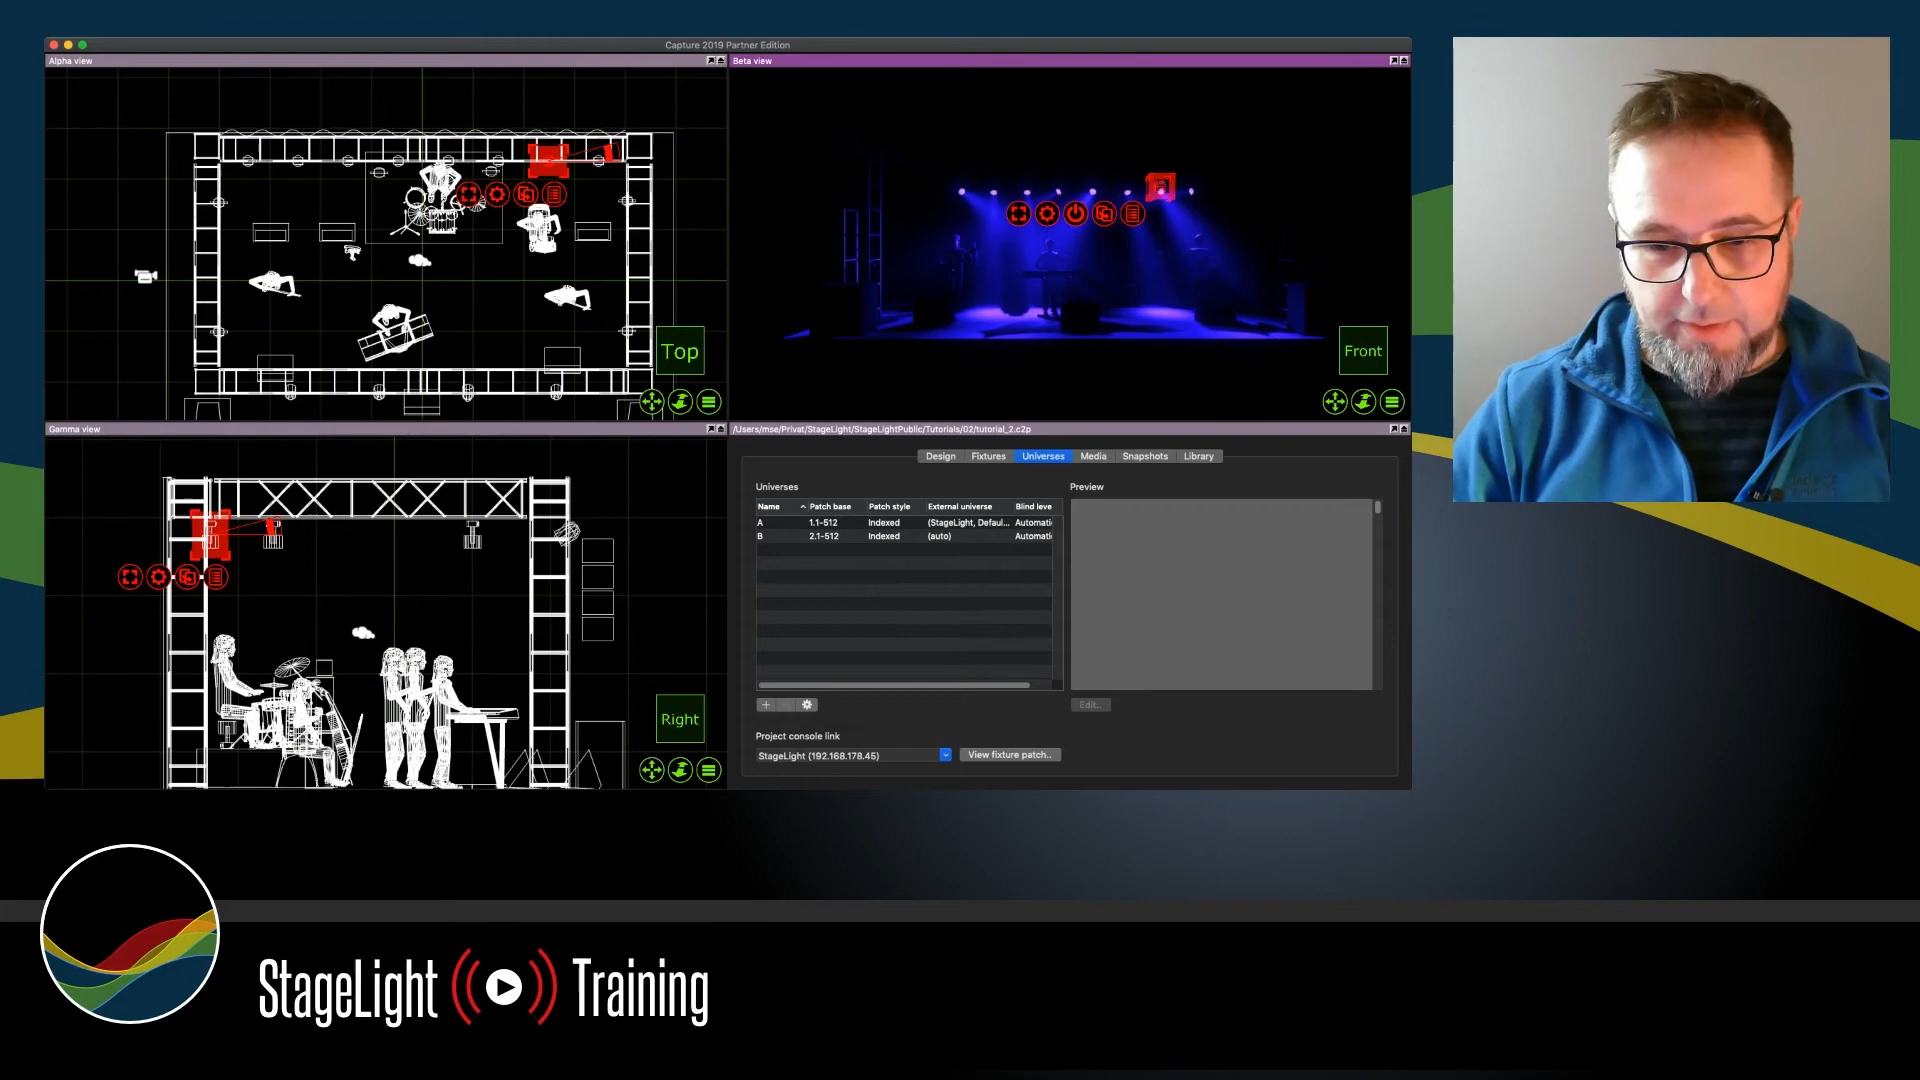 Capture 2019 Partner Edition
Alpha view
Beta view
Top
Front
Gamma view
/Users/mse/Privat/StageLight/StageLightPublic/Tutorials/02/tutorial_2.c2p
Design Fixtures Universes Media Snapshots Library
Universes
Preview
Name Patch base Patch style External universe Blind leve
A 1.1-512 Indexed (StageLight, Defaul... Automati
B 2.1-512 Indexed (auto) Automati
Edit..
Right
Project console link
StageLight (192.168.178.45) View fixture patch..
StageLight Training